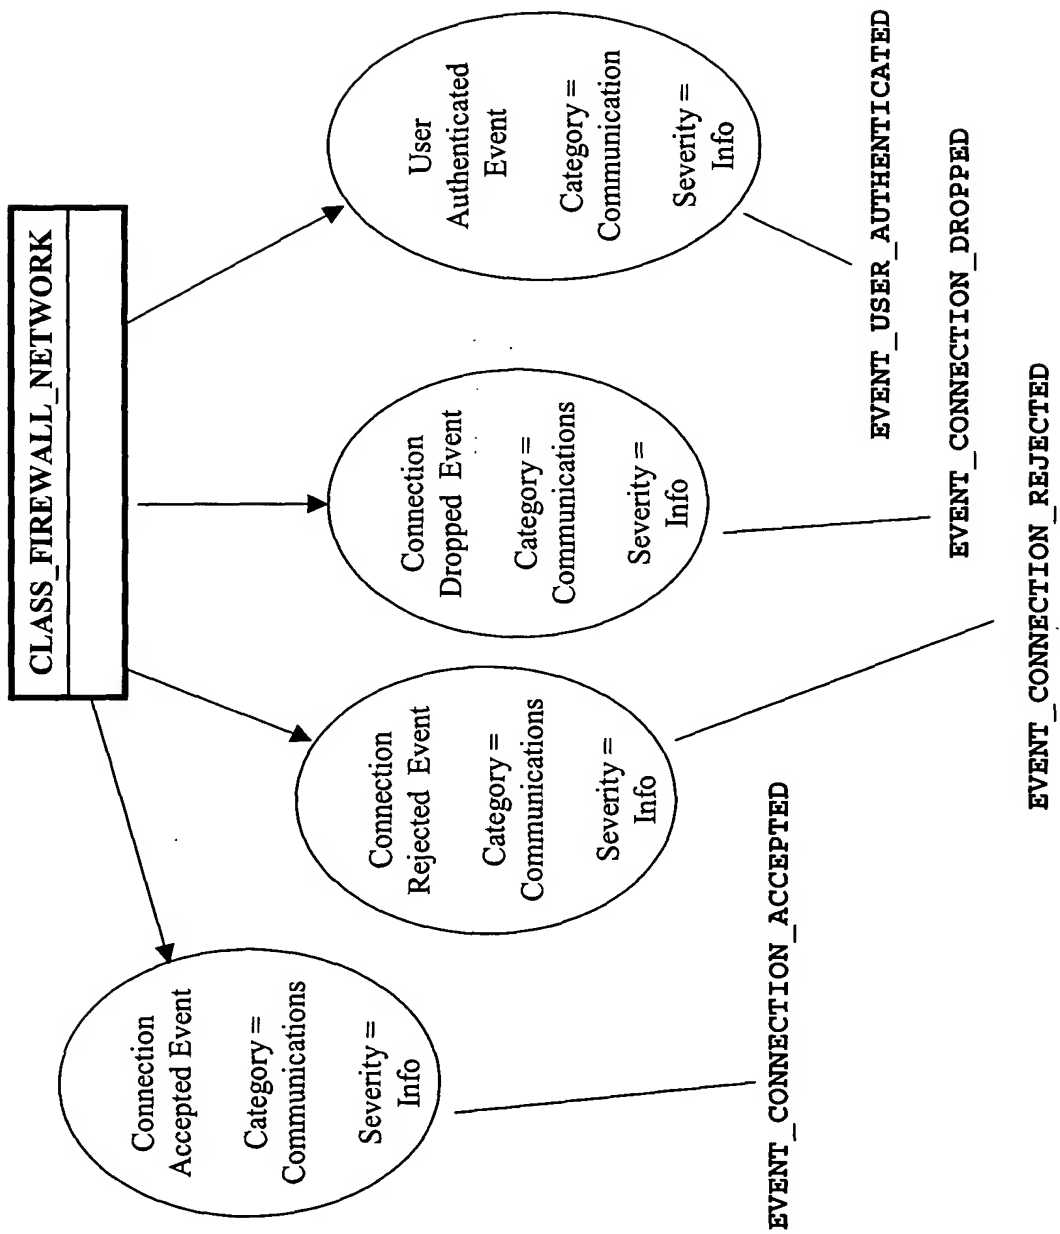 CLASS_FIREWALL_NETWORK
Connection
Accepted Event
Category =
Communications
Severity =
Info
Connection
Rejected Event
Category =
Communications
Severity =
Info
Connection
Dropped Event
Category =
Communications
Severity =
Info
User
Authenticated
Event
Category =
Communication
Severity =
Info
EVENT_CONNECTION_ACCEPTED
EVENT_CONNECTION_REJECTED
EVENT_CONNECTION_DROPPED
EVENT_USER_AUTHENTICATED